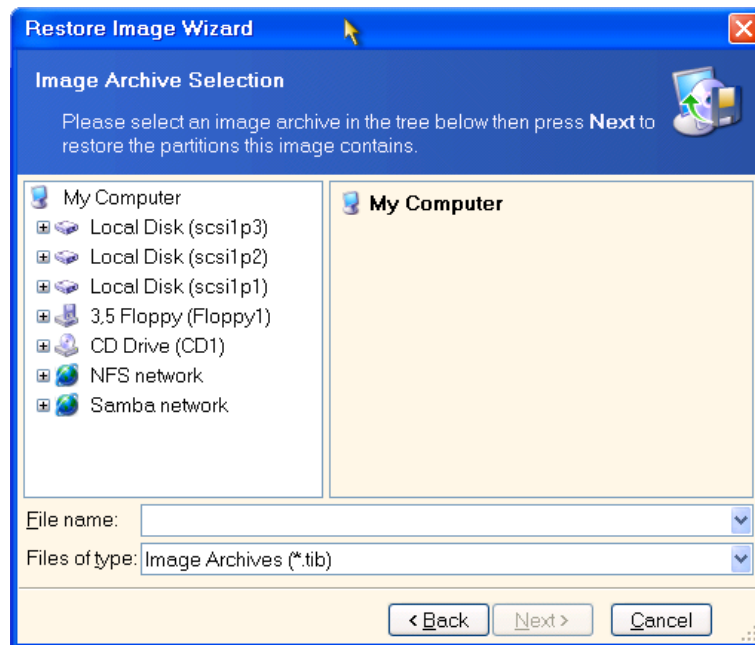 Restore Image Wizard
Image Archive Selection
Please select an image archive in the tree below then press Next to
restore the partitions this image contains.
My Computer
Local Disk (scsi1p3)
Local Disk (scsi1p2)
Local Disk (scsi1p1)
3,5 Floppy (Floppy1)
CD Drive (CD1)
NFS network
Samba network
My Computer
File name:
Files of type: Image Archives (*.tib)
< Back Next > Cancel